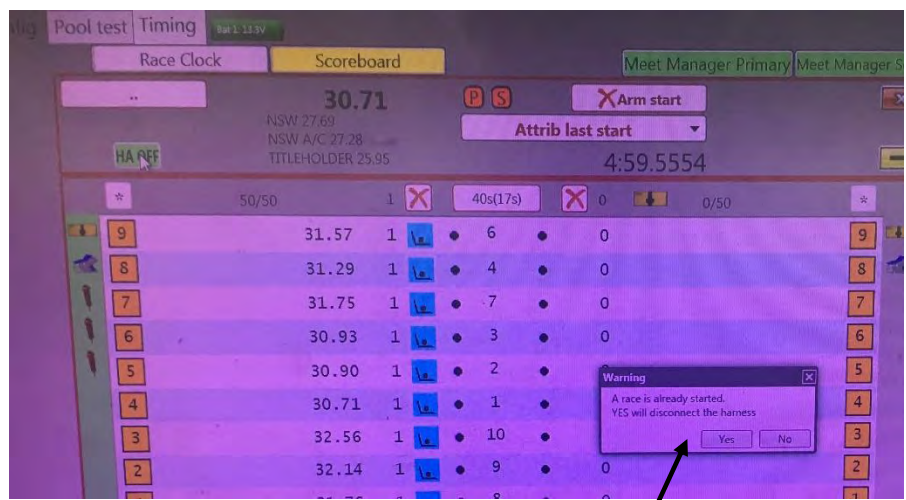 Pool test Timing Bat 1: 13.3V
Race Clock Scoreboard Meet Manager Primary Meet Manager
.. 30.71 P S Arm start
NSW 27.69
NSW A/C 27.28
Attrib last start
HA OFF TITLEHOLDER 25.95 4:59.5554
50/50 1 40s(17s) 0 0/50
9 31.57 1 6 0 9
8 31.29 1 4 0 8
7 31.75 1 7 0 7
6 30.93 1 3 0 6
5 30.90 1 2 5
Warning
A race is already started.
YES will disconnect the harness
Yes No
4 30.71 1 1 4
3 32.56 1 10 3
2 32.14 1 9 0 2